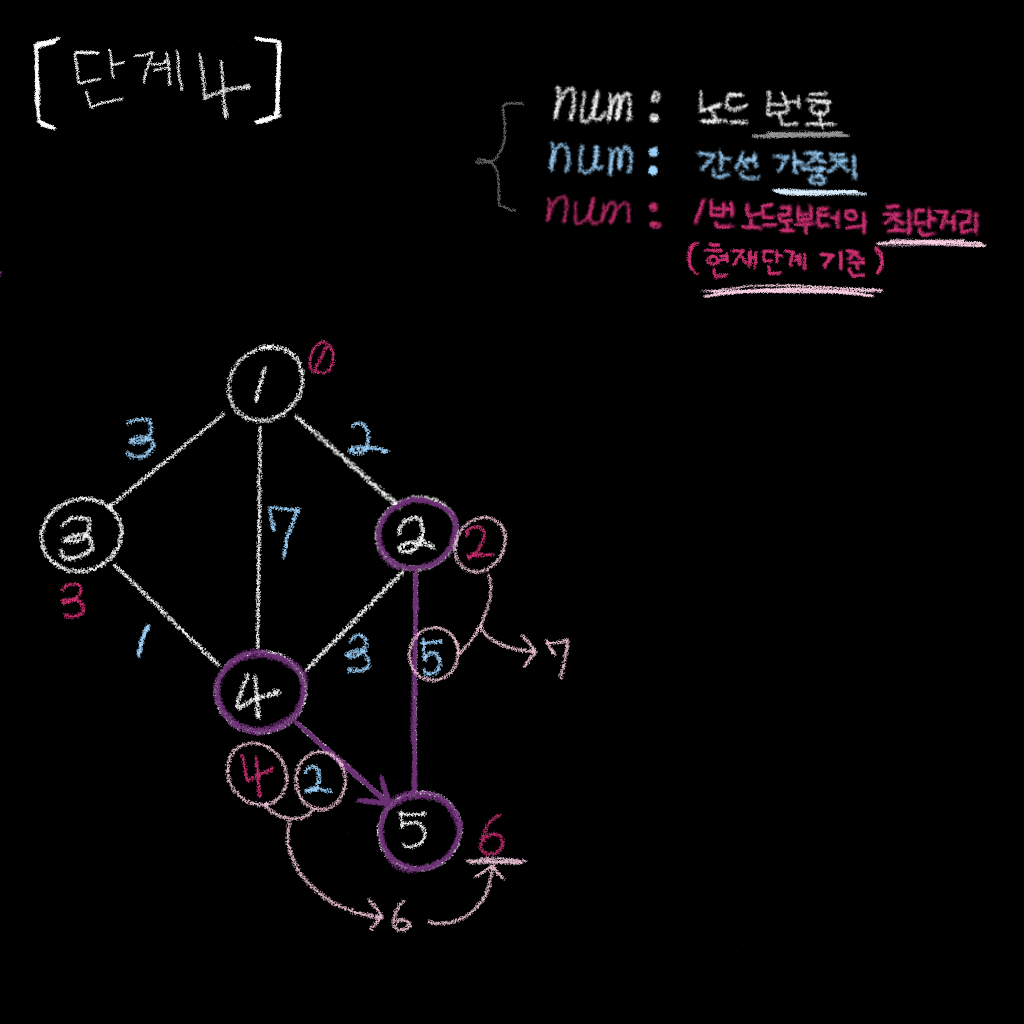 [단계 4]
num : 노드 번호
num : 간선 가중치
num : 1번 노드로부터의 최단거리
(현재단계 기준)
1 0
3 2
3 7 2 2
3
1 3 5 7
4
4 2 5 6
6